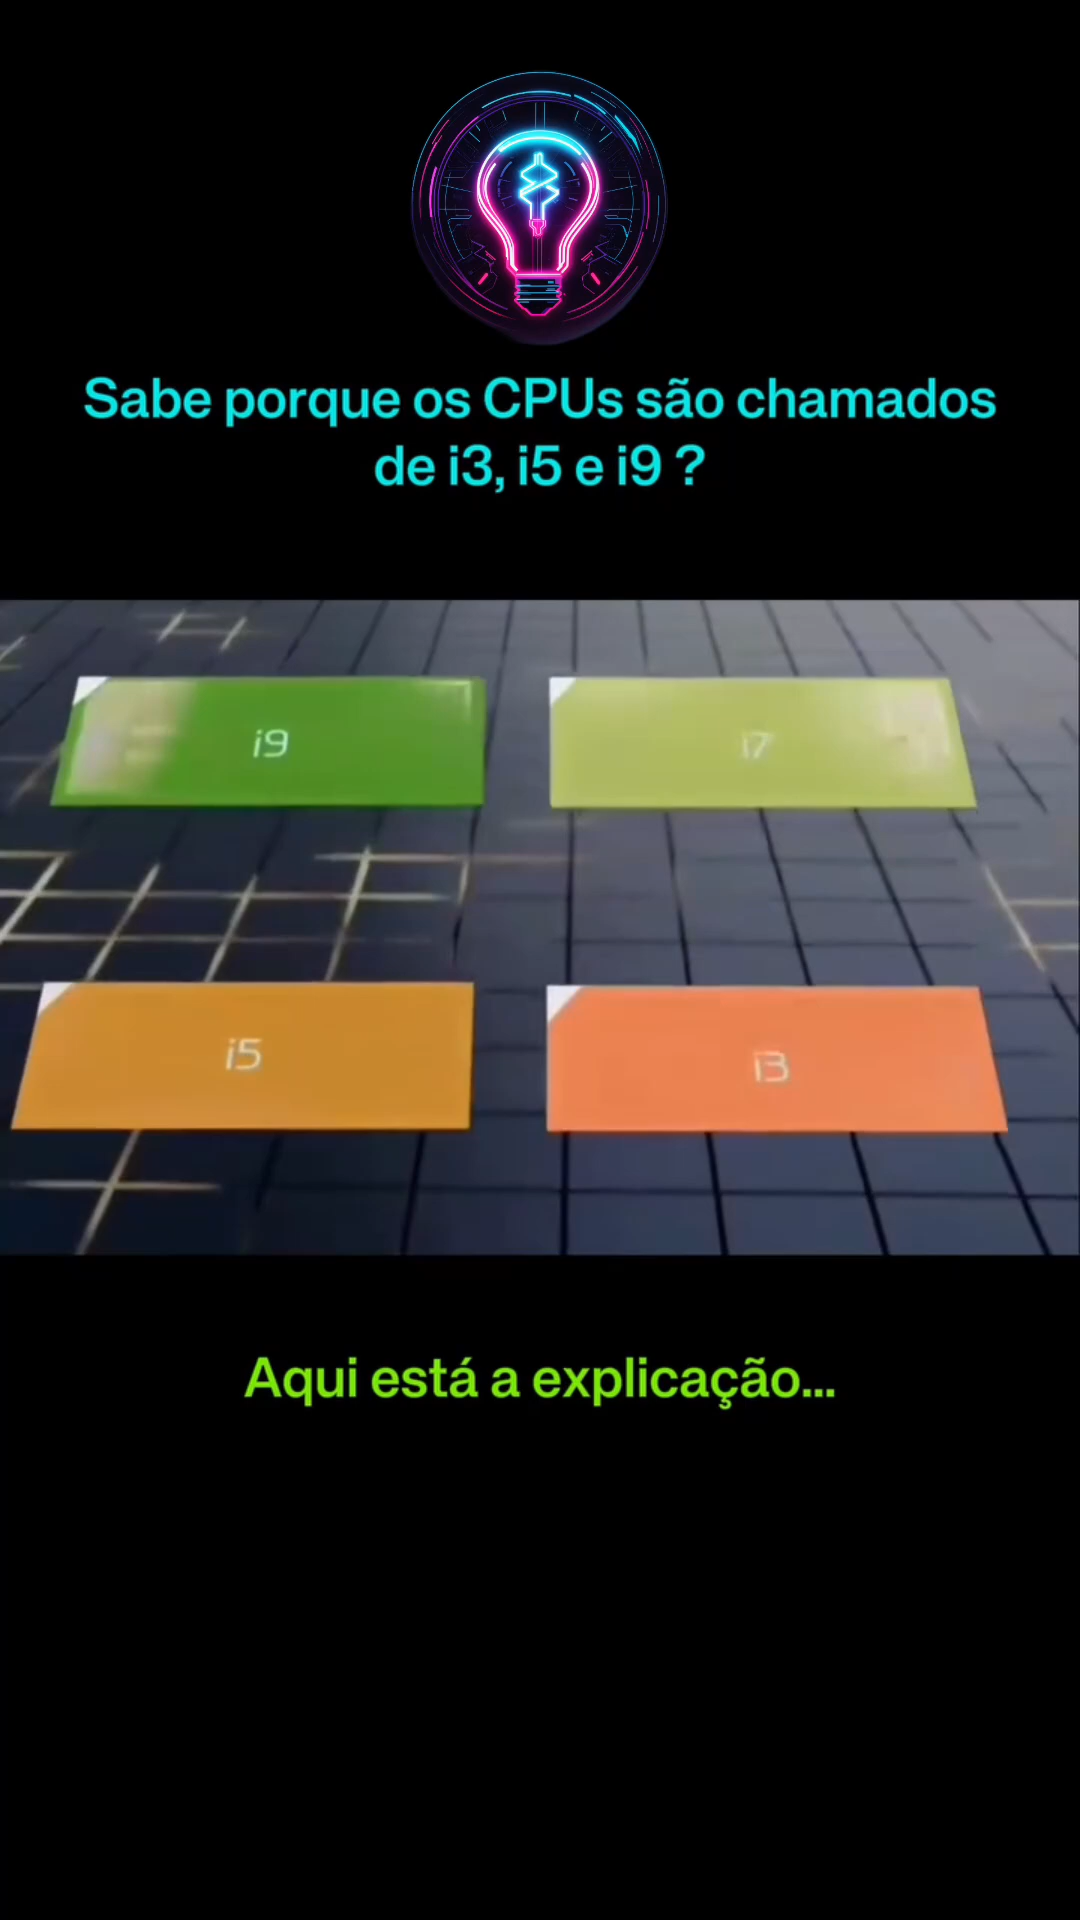 Sabe porque os CPUs são chamados
de i3, i5 e i9 ?
i9
i7
i5
i3
Aqui está a explicação...